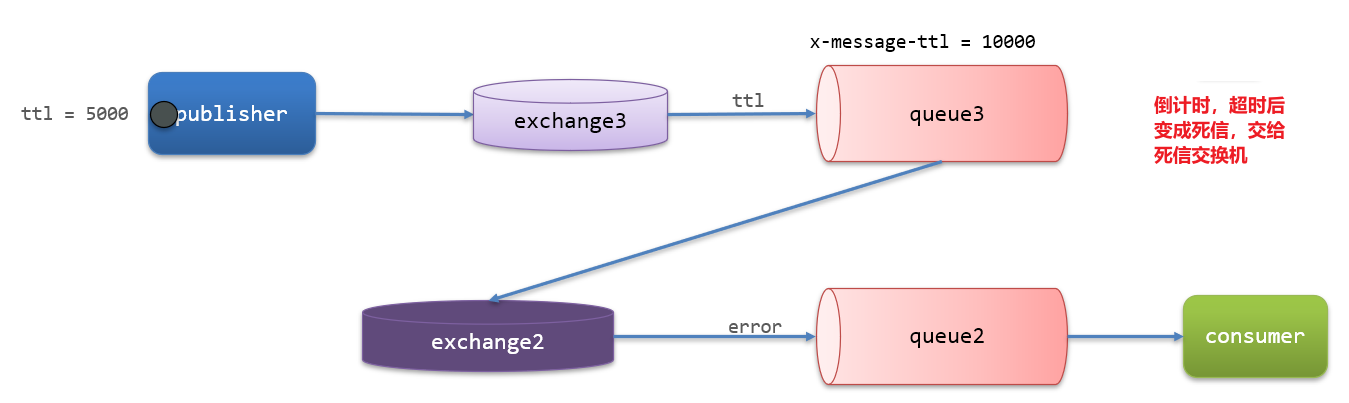 x-message-ttl = 10000
ttl = 5000
publisher
exchange3
ttl
queue3
倒计时，超时后
变成死信，交给
死信交换机
exchange2
error
queue2
consumer